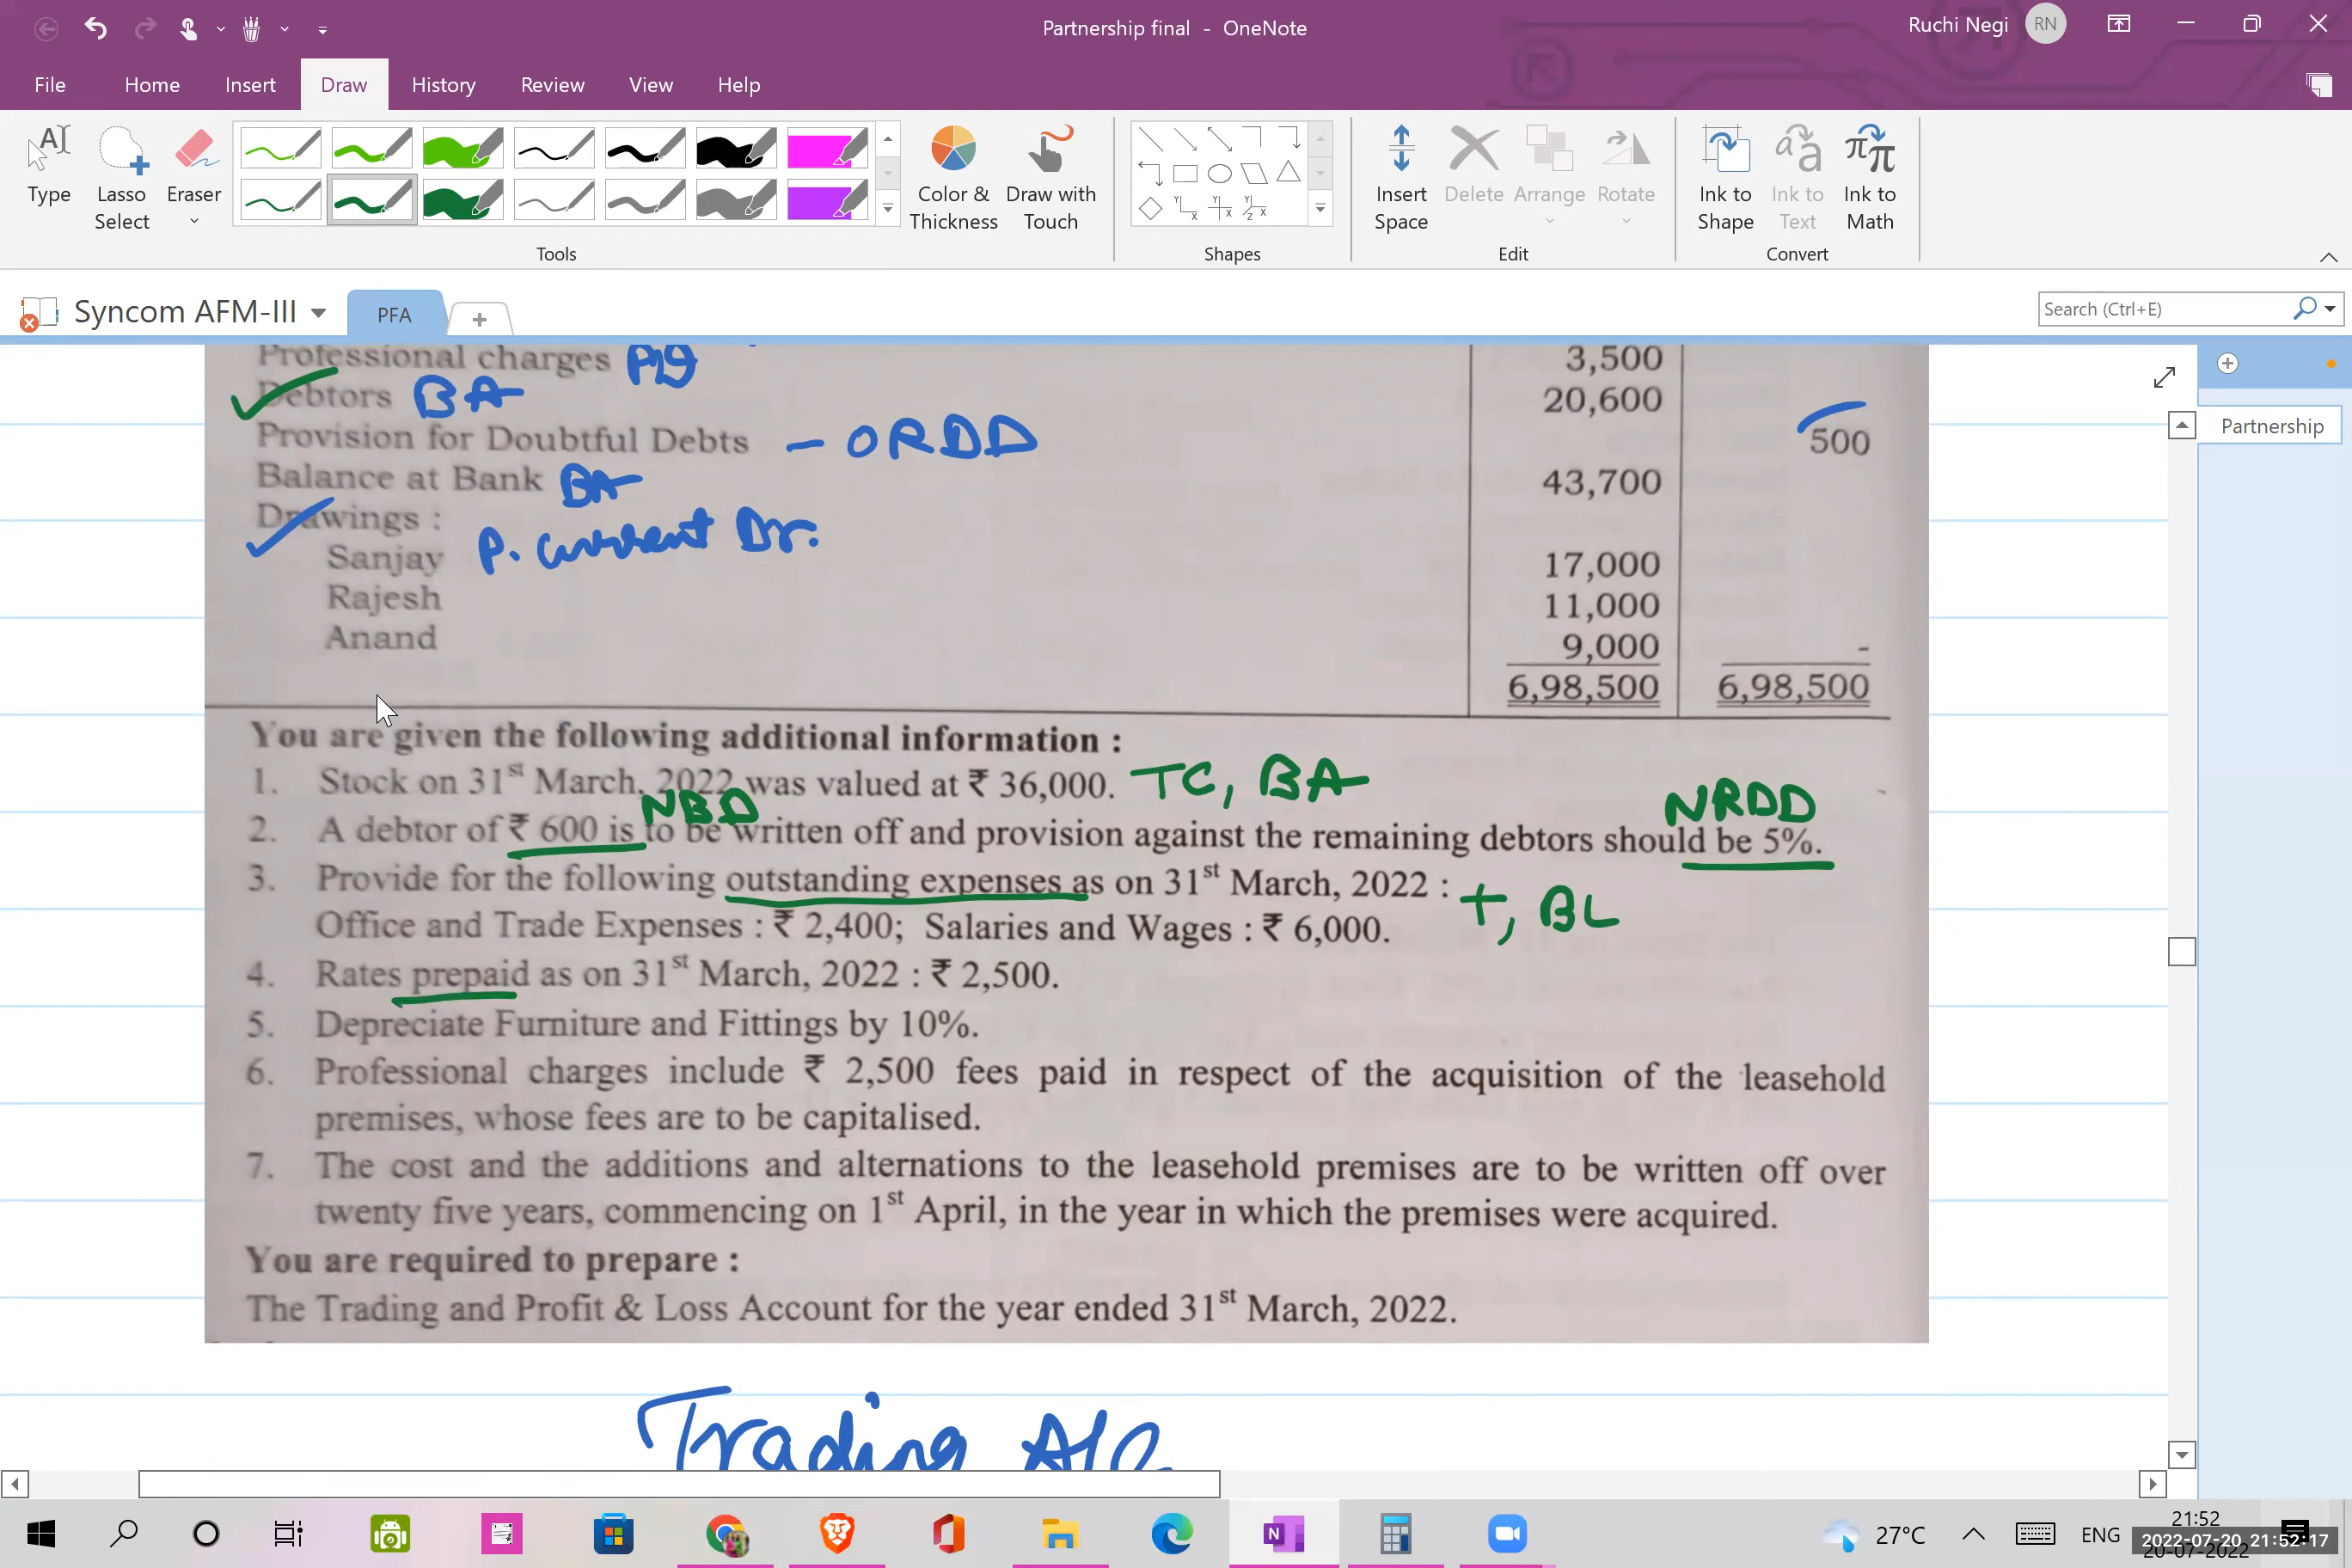 Partnership final - OneNote
Ruchi Negi RN
File Home Insert Draw History Review View Help
Type
Lasso Select
Eraser
Color & Thickness
Draw with Touch
Insert Space
Delete
Arrange
Rotate
Ink to Shape
Ink to Text
Ink to Math
Tools Shapes Edit Convert
Syncom AFM-III PFA
Search (Ctrl+E)
Partnership
Professional charges 3,500
Debtors BA 20,600
Provision for Doubtful Debts - ORDD 500
Balance at Bank BA 43,700
Drawings :
Sanjay P. current Dr. 17,000
Rajesh 11,000
Anand 9,000 -
6,98,500 6,98,500
You are given the following additional information :
1. Stock on 31st March, 2022 was valued at ₹ 36,000. TC, BA
NBD NRDD
2. A debtor of ₹ 600 is to be written off and provision against the remaining debtors should be 5%.
3. Provide for the following outstanding expenses as on 31st March, 2022 :
+, BL
Office and Trade Expenses : ₹ 2,400; Salaries and Wages : ₹ 6,000.
4. Rates prepaid as on 31st March, 2022 : ₹ 2,500.
5. Depreciate Furniture and Fittings by 10%.
6. Professional charges include ₹ 2,500 fees paid in respect of the acquisition of the leasehold
premises, whose fees are to be capitalised.
7. The cost and the additions and alternations to the leasehold premises are to be written off over
twenty five years, commencing on 1st April, in the year in which the premises were acquired.
You are required to prepare :
The Trading and Profit & Loss Account for the year ended 31st March, 2022.
Trading A/c
27°C ENG 21:52
2022-07-20_21:52:17